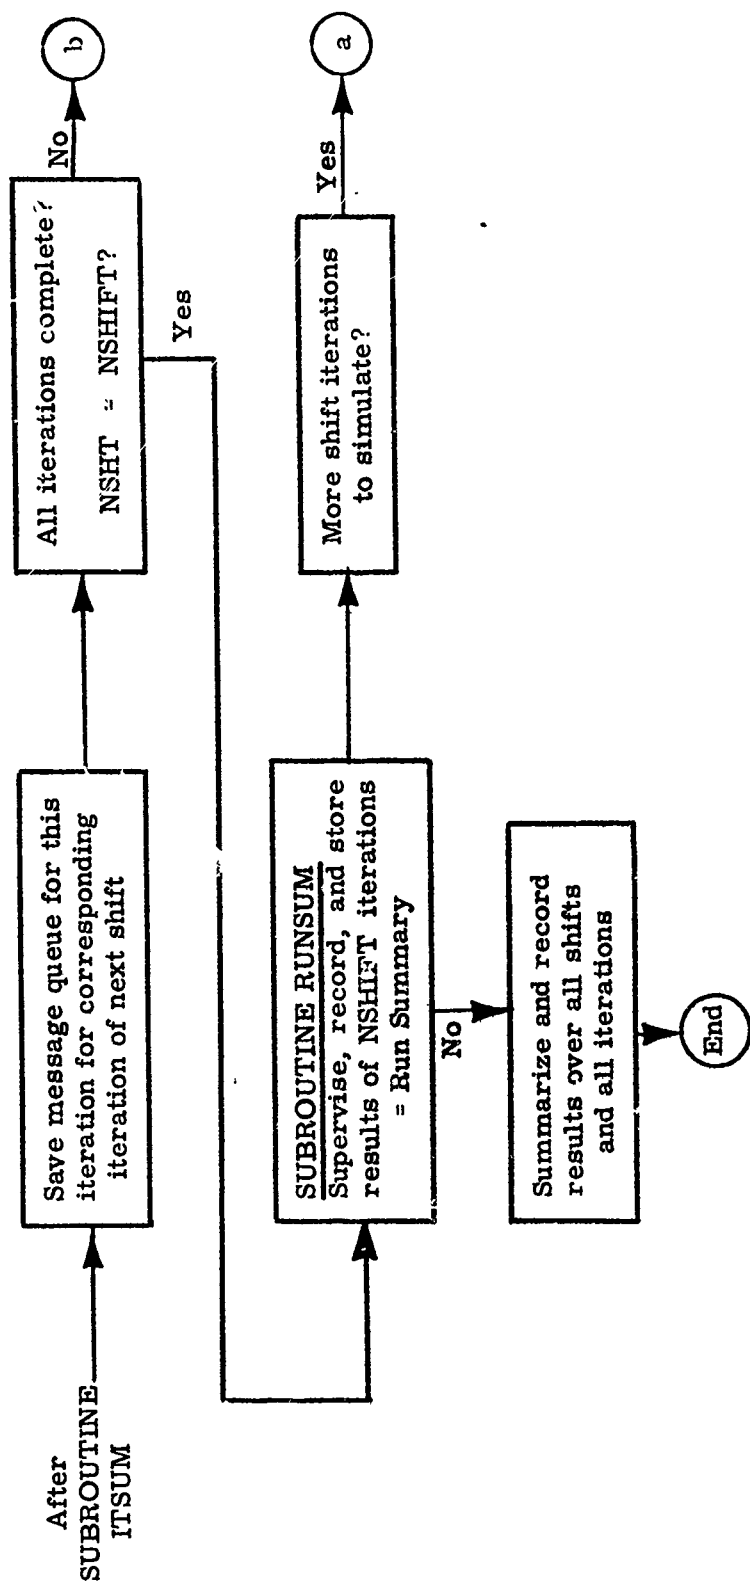 After
SUBROUTINE
ITSUM
Save message queue for this
iteration for corresponding
iteration of next shift
All iterations complete?
NSHT = NSHIFT?
No
b
Yes
SUBROUTINE RUNSUM
Supervise, record, and store
results of NSHIFT iterations
= Run Summary
More shift iterations
to simulate?
Yes
a
No
Summarize and record
results over all shifts
and all iterations
End